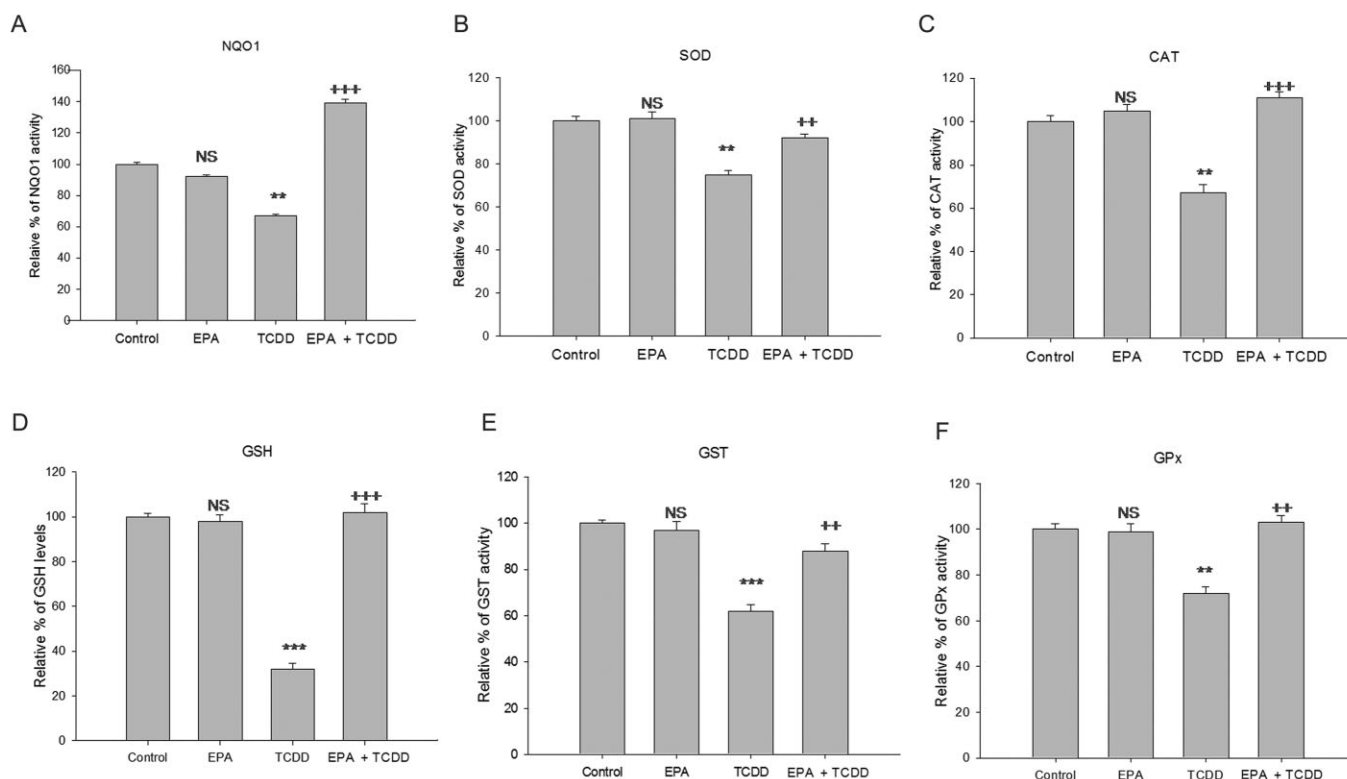 A
NQO1
Relaive % of NQO1 activity
160
140
120
100
80
60
40
20
0
NS
**
+++
Control EPA TCDD EPA + TCDD
B
SOD
Relative % of SOD activity
120
100
80
60
40
20
0
NS
**
++
Control EPA TCDD EPA + TCDD
C
CAT
Relative % of CAT activity
120
100
80
60
40
20
0
NS
**
+++
Control EPA TCDD EPA + TCDD
D
GSH
Relative % of GSH levels
120
100
80
60
40
20
0
NS
***
+++
Control EPA TCDD EPA + TCDD
E
GST
Relative % of GST activity
120
100
80
60
40
20
0
NS
***
++
Control EPA TCDD EPA + TCDD
F
GPx
Relative % of GPx activity
120
100
80
60
40
20
0
NS
**
++
Control EPA TCDD EPA + TCDD